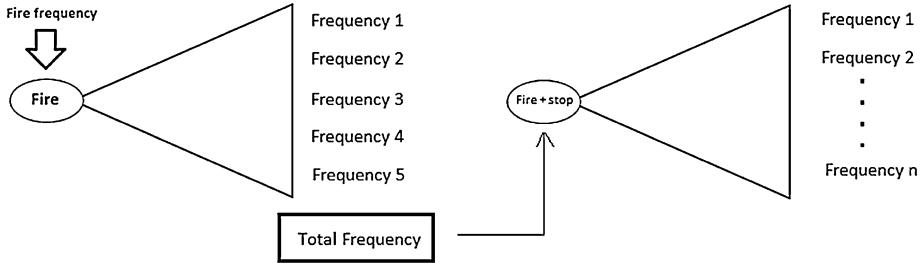 Fire frequency
Fire
Frequency 1
Frequency 2
Frequency 3
Frequency 4
Frequency 5
Total Frequency
Fire + stop
Frequency 1
Frequency 2
Frequency n